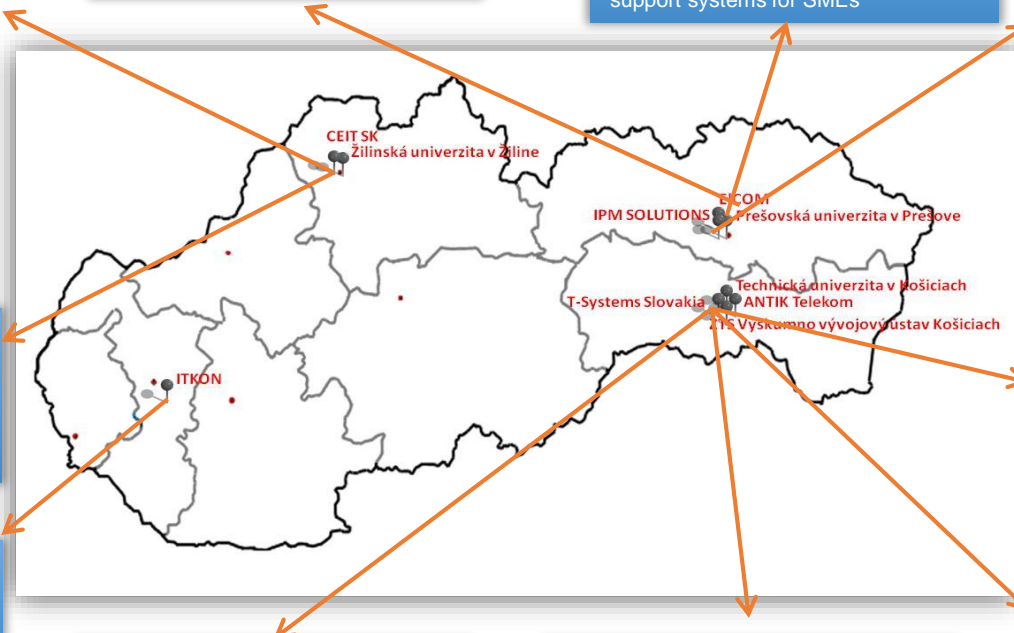 support systems for SMEs
CEIT SK
Žilinská univerzita v Žiline
EICOM
IPM SOLUTIONS
Prešovská univerzita v Prešove
Technická univerzita v Košiciach
T-Systems Slovakia
ANTIK Telekom
ZTS Výskumno vývojový ustav Košiciach
ITKON